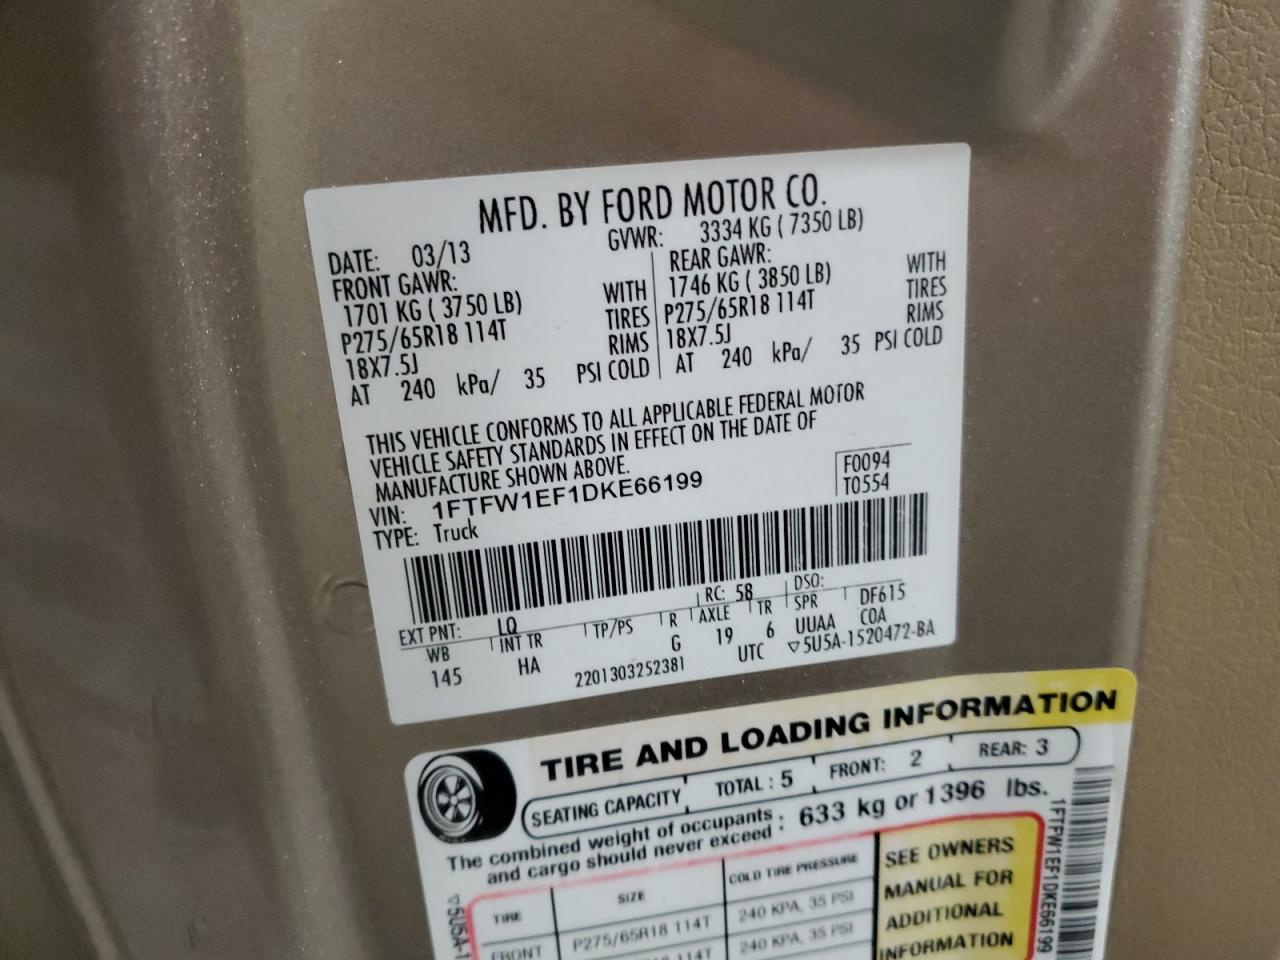 MFD. BY FORD MOTOR CO.
DATE: 03/13 GVWR: 3334 KG ( 7350 LB)
FRONT GAWR: REAR GAWR:
1701 KG ( 3750 LB) WITH 1746 KG ( 3850 LB) WITH
P275/65R18 114T TIRES P275/65R18 114T TIRES
18X7.5J RIMS 18X7.5J RIMS
AT 240 kPa/ 35 PSI COLD AT 240 kPa/ 35 PSI COLD
THIS VEHICLE CONFORMS TO ALL APPLICABLE FEDERAL MOTOR
VEHICLE SAFETY STANDARDS IN EFFECT ON THE DATE OF
MANUFACTURE SHOWN ABOVE.
VIN: 1FTFW1EF1DKE66199
F0094
T0554
TYPE: Truck
EXT PNT: LQ RC: 58 DSO:
WB INT TR TP/PS R AXLE TR SPR DF615
145 HA G 19 6 UUAA COA
2201303252381 UTC ▽5U5A-1520472-BA
TIRE AND LOADING INFORMATION
SEATING CAPACITY TOTAL : 5 FRONT: 2 REAR: 3
The combined weight of occupants and cargo should never exceed : 633 kg or 1396 lbs.
TIRE SIZE COLD TIRE PRESSURE
FRONT P275/65R18 114T 240 KPA, 35 PSI
114T 240 KPA, 35 PSI
SEE OWNERS
MANUAL FOR
ADDITIONAL
INFORMATION
1FTFW1EF1DKE66199
▽5U5A-1